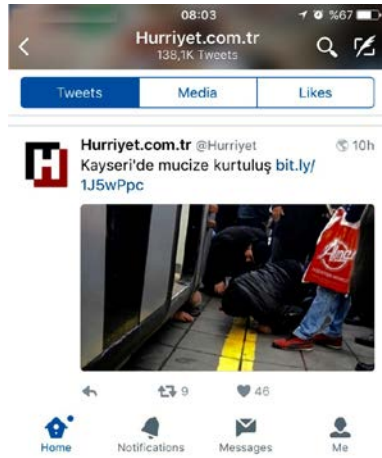 08:03
%67
Hurriyet.com.tr
138,1K Tweets
Tweets
Media
Likes
Hurriyet.com.tr @Hurriyet 10h
Kayseri'de mucize kurtuluş bit.ly/
1J5wPpc
9
46
Home
Notifications
Messages
Me